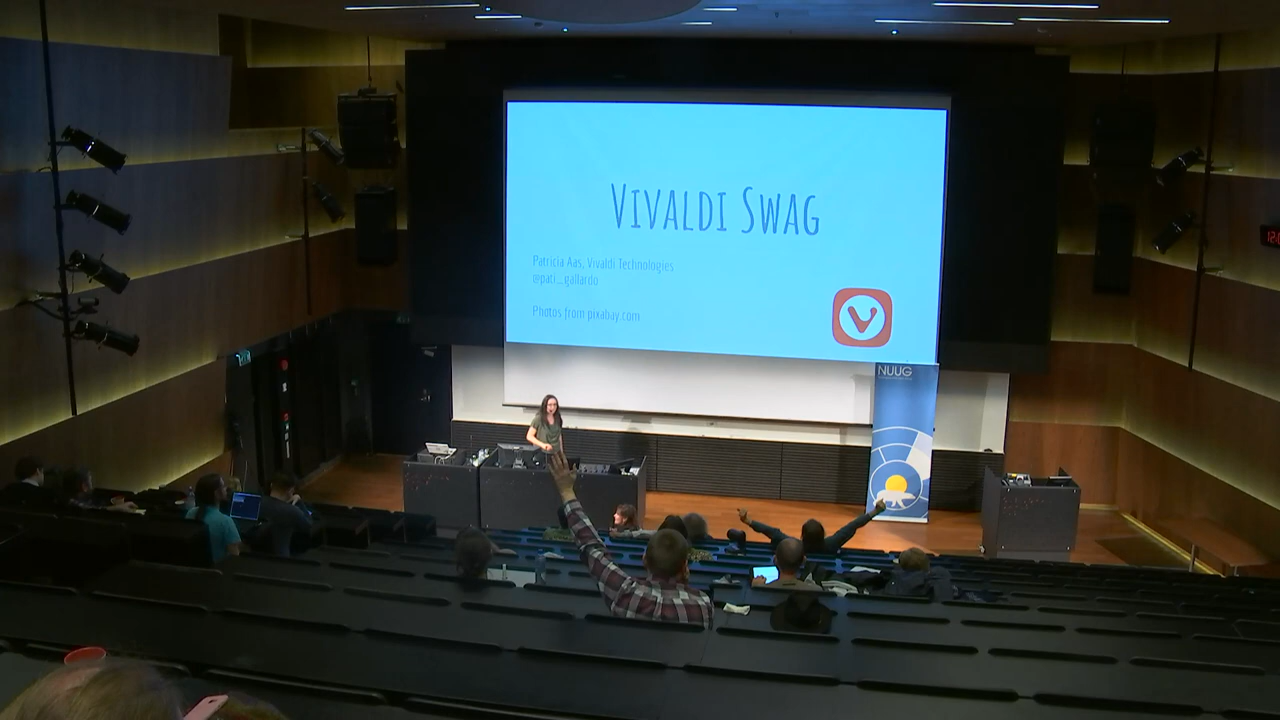 Vivaldi Swag
Patricia Aas, Vivaldi Technologies
@pati_gallardo
Photos from pixabay.com
NUUG